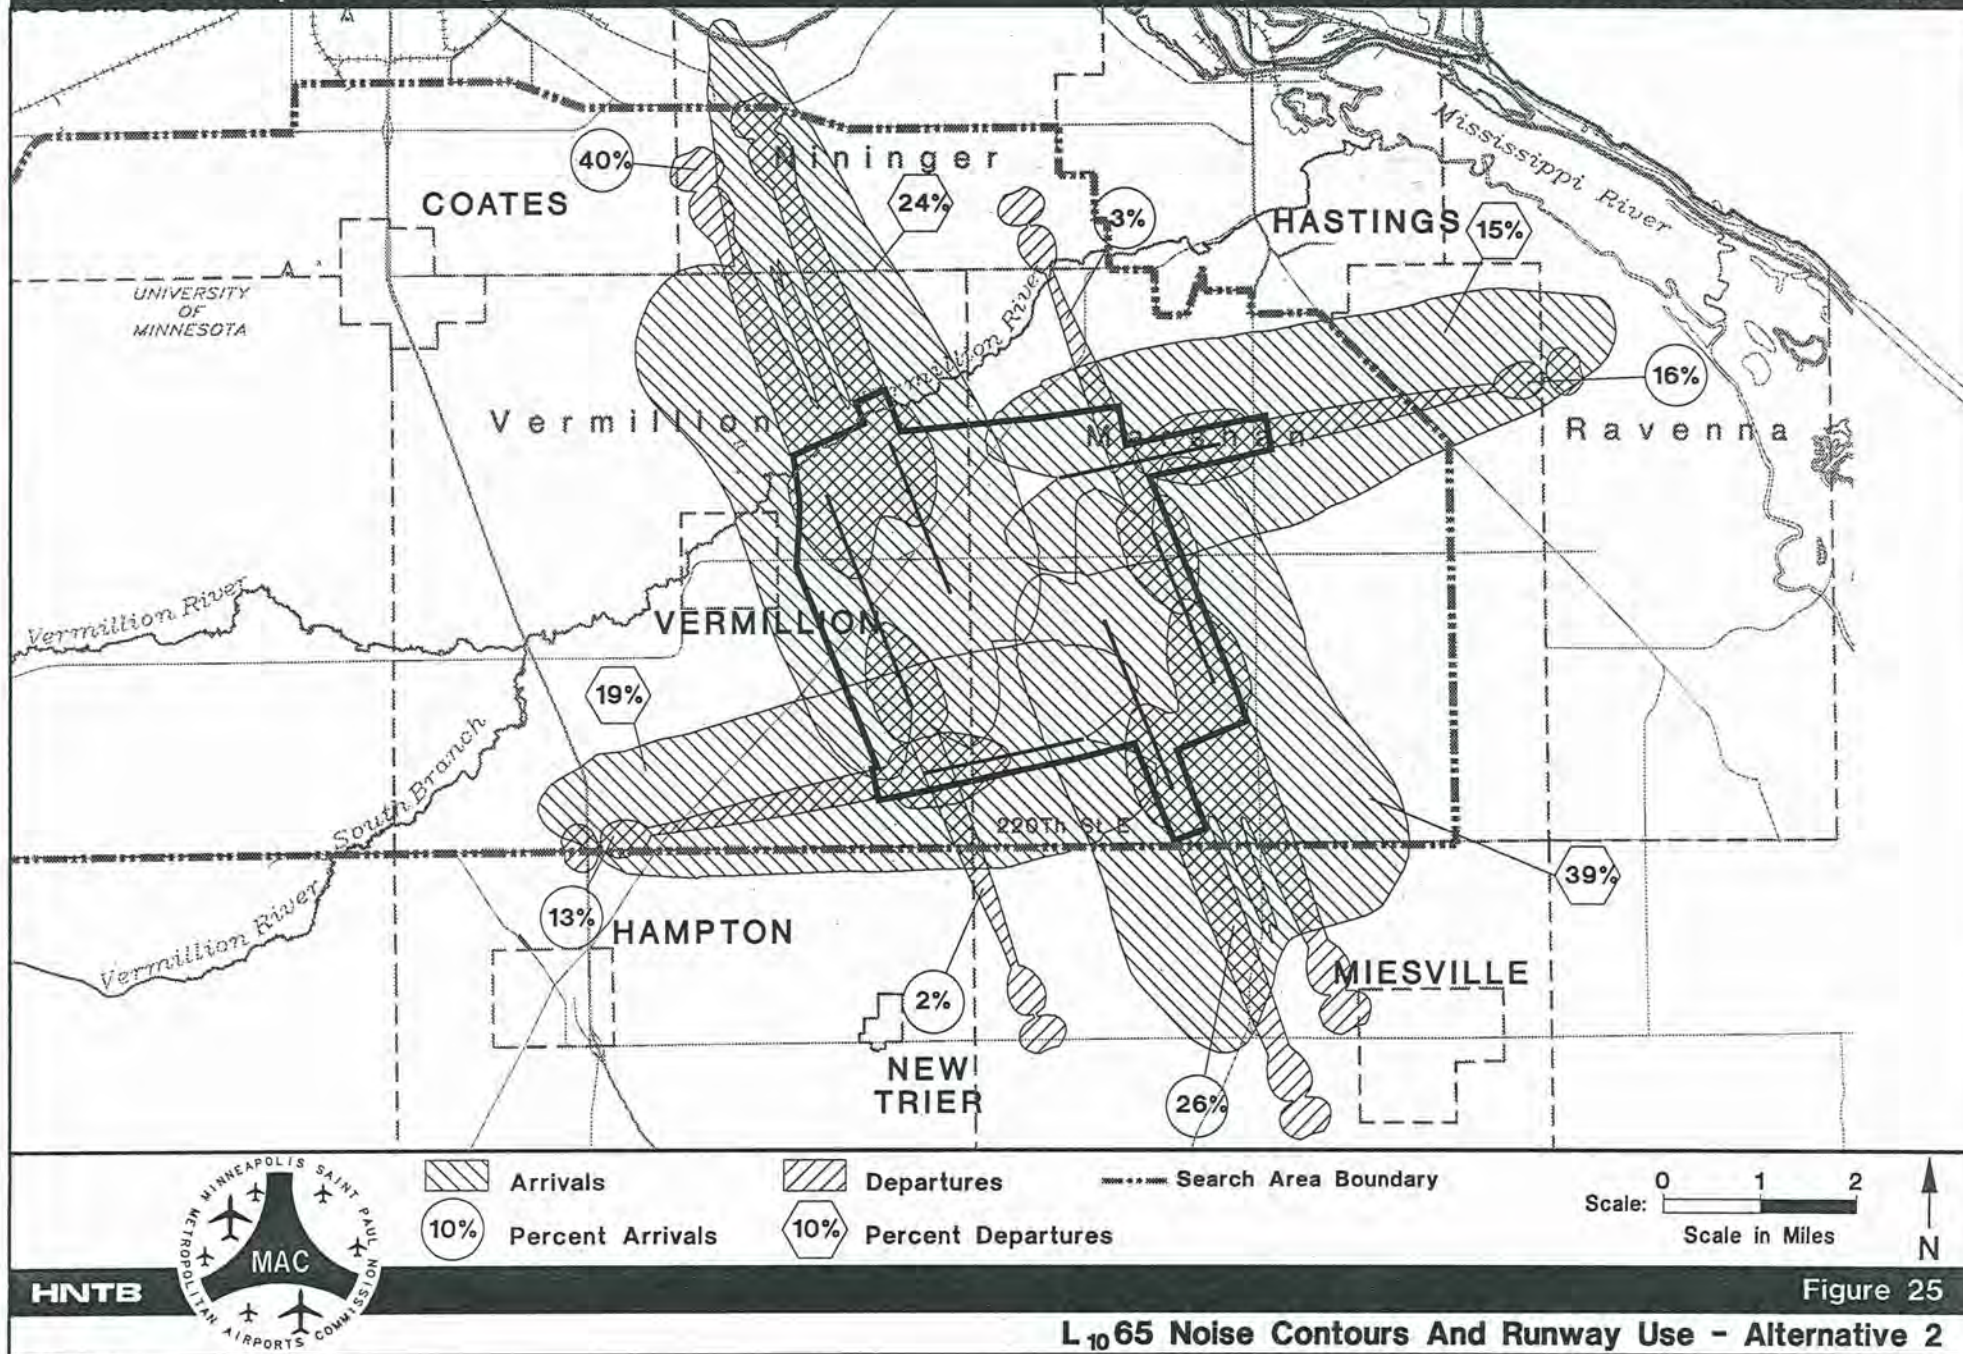 40%
Nininger
Mississippi River
COATES
24%
3%
HASTINGS
15%
UNIVERSITY
OF
MINNESOTA
Vermillion River
16%
Vermillion
Marshan
Ravenna
Vermillion River
VERMILLION
19%
South Branch
220Th St E
39%
Vermillion River
13%
HAMPTON
MIESVILLE
2%
NEW
TRIER
26%
MINNEAPOLIS SAINT PAUL
METROPOLITAN AIRPORTS COMMISSION
MAC
Arrivals
Departures
Search Area Boundary
10% Percent Arrivals
10% Percent Departures
Scale: 0 1 2
Scale in Miles
N
HNTB
Figure 25
L10 65 Noise Contours And Runway Use - Alternative 2